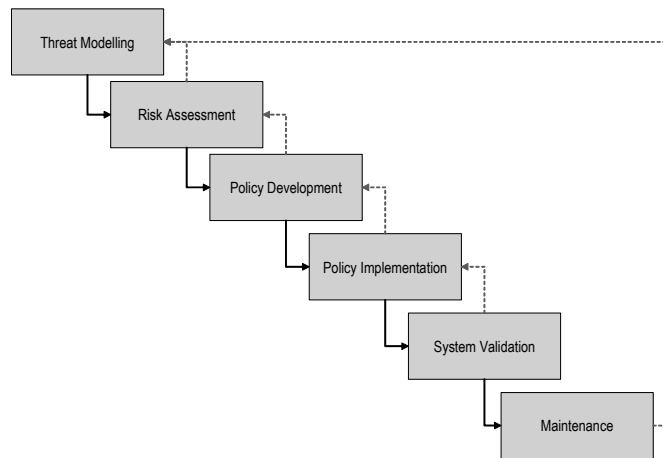 Threat Modelling
Risk Assessment
Policy Development
Policy Implementation
System Validation
Maintenance